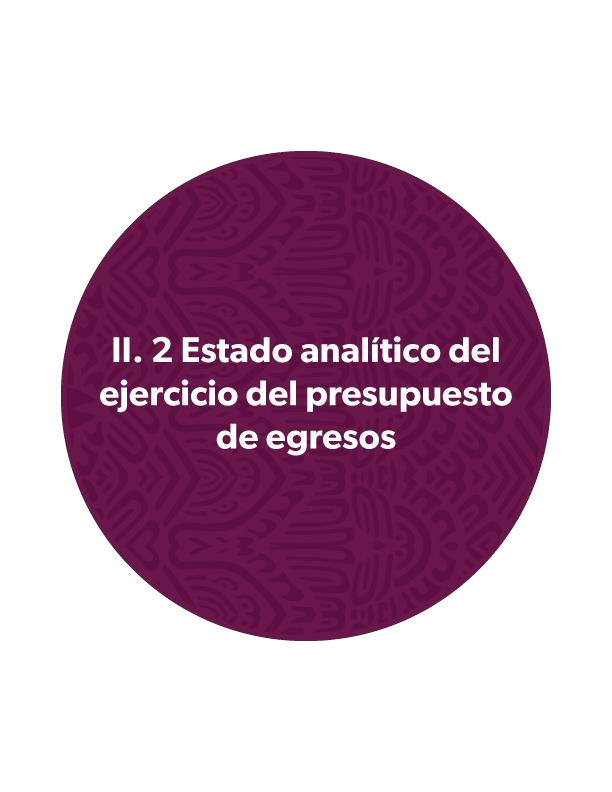 II. 2 Estado analítico del
ejercicio del presupuesto
de egresos